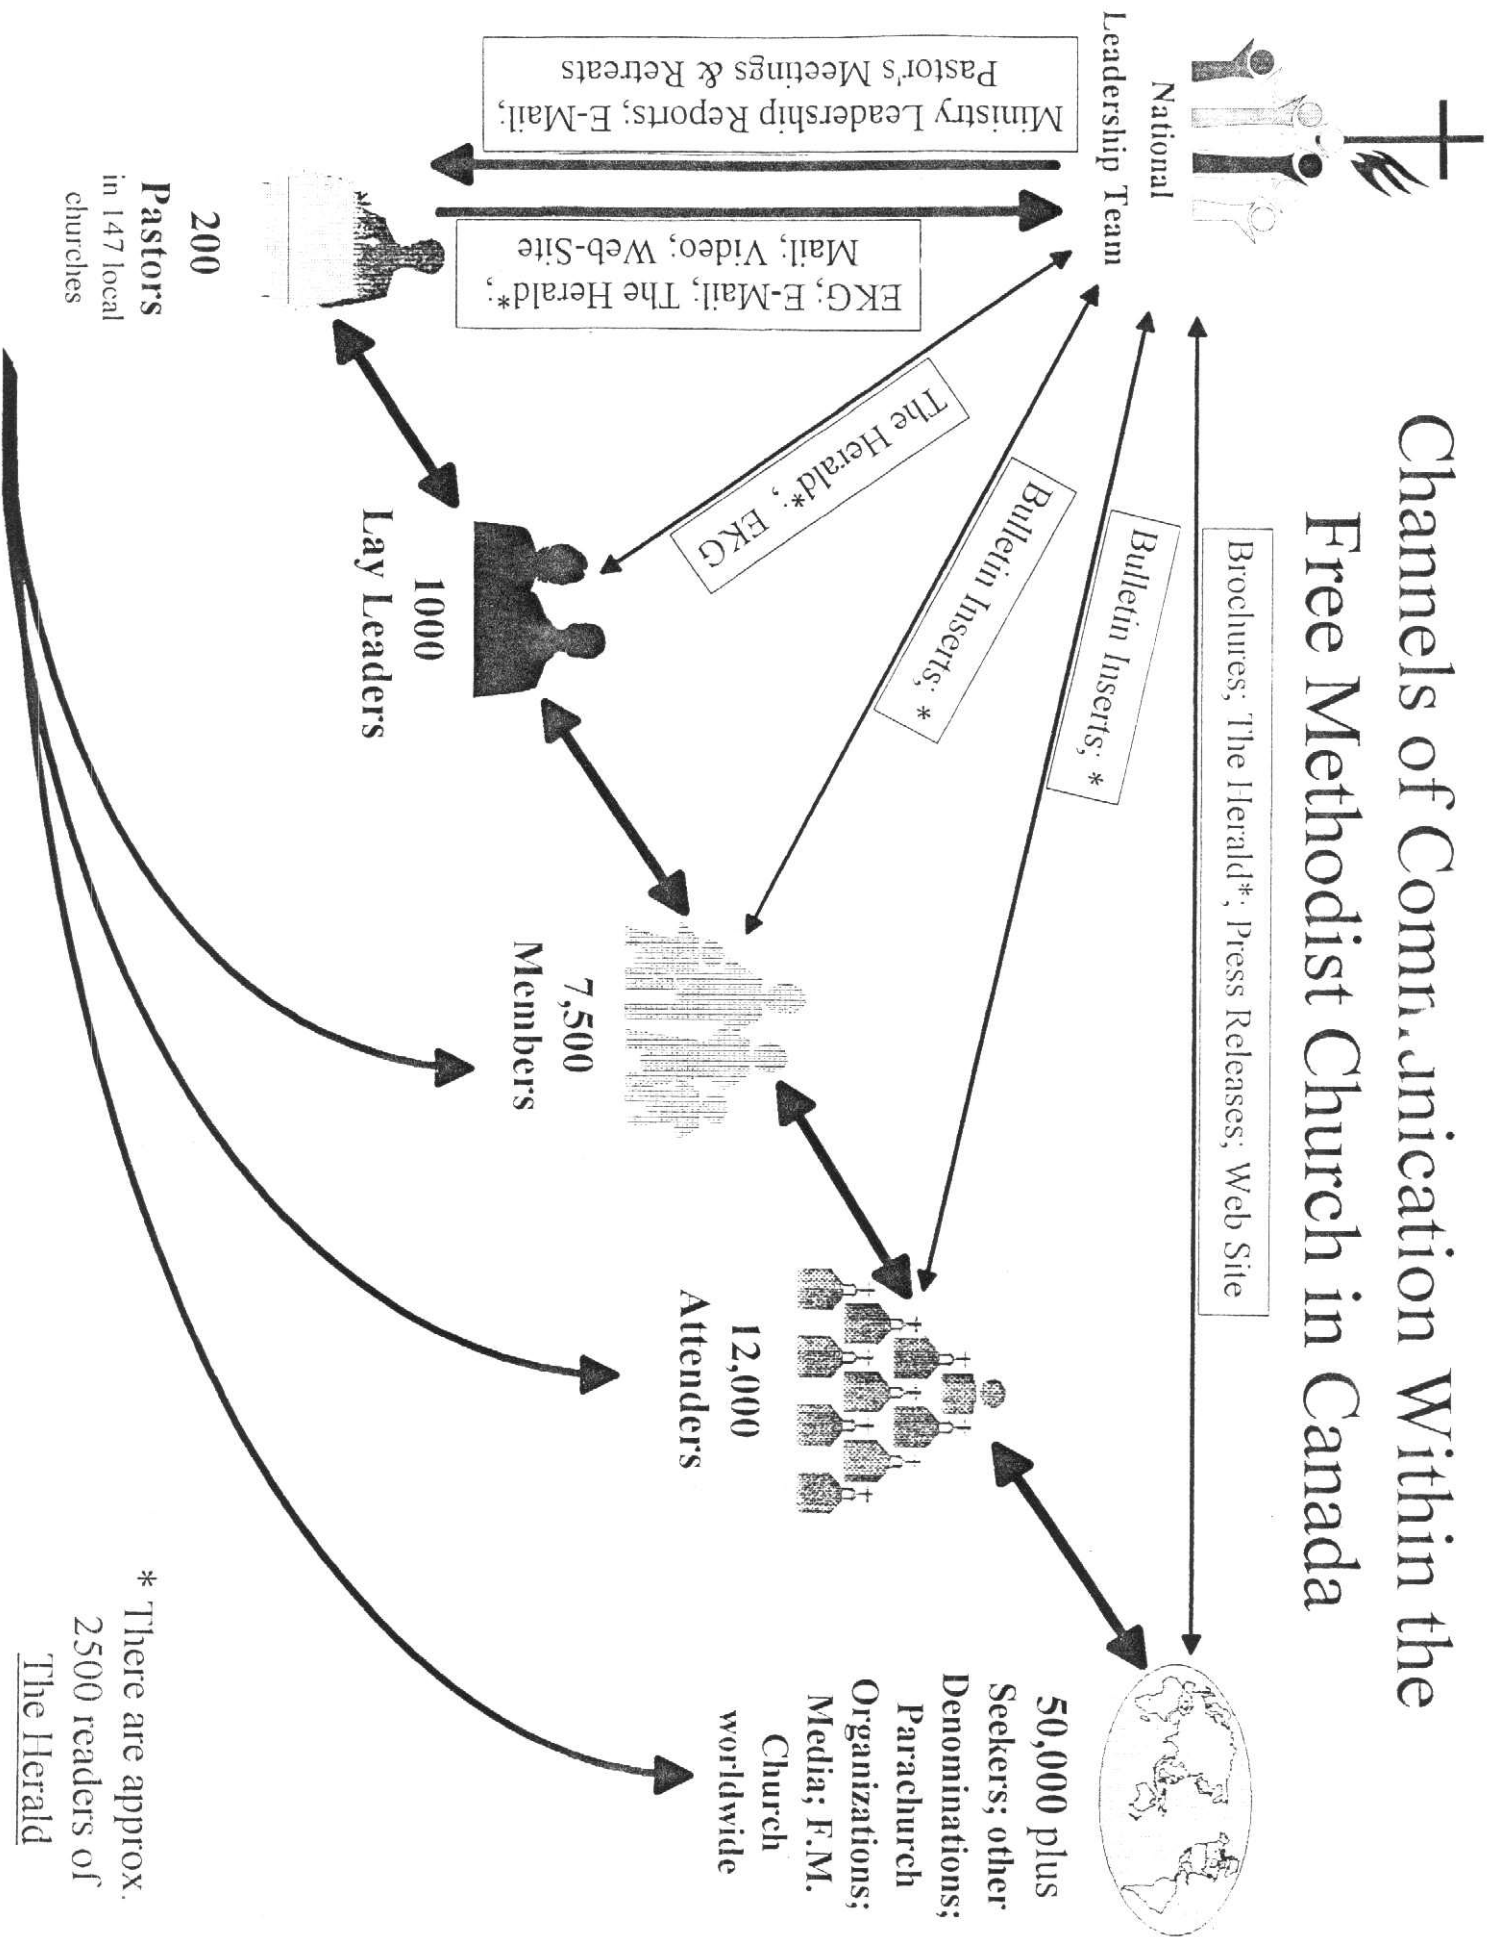 Channels of Communication Within the
Free Methodist Church in Canada
National
Leadership Team
Brochures; The Herald*; Press Releases; Web Site
Bulletin Inserts; *
Bulletin Inserts; *
The Herald*; EKG
Ministry Leadership Reports; E-Mail;
Pastor's Meetings & Retreats
EKG; E-Mail; The Herald*;
Mail; Video; Web-Site
200
Pastors
in 147 local
churches
1000
Lay Leaders
7,500
Members
12,000
Attenders
50,000 plus
Seekers; other
Denominations;
Parachurch
Organizations;
Media; F.M.
Church
worldwide
* There are approx.
2500 readers of
The Herald